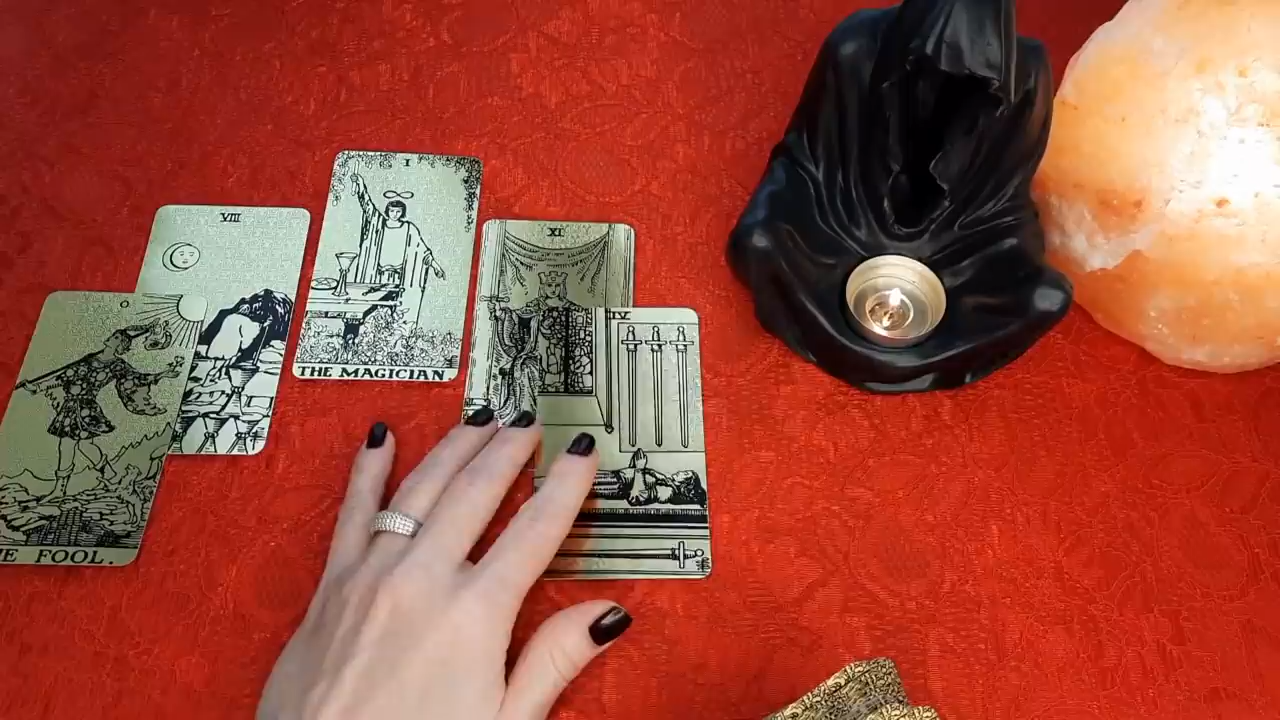 O
E FOOL.
VIII
I
THE MAGICIAN.
XI
IV